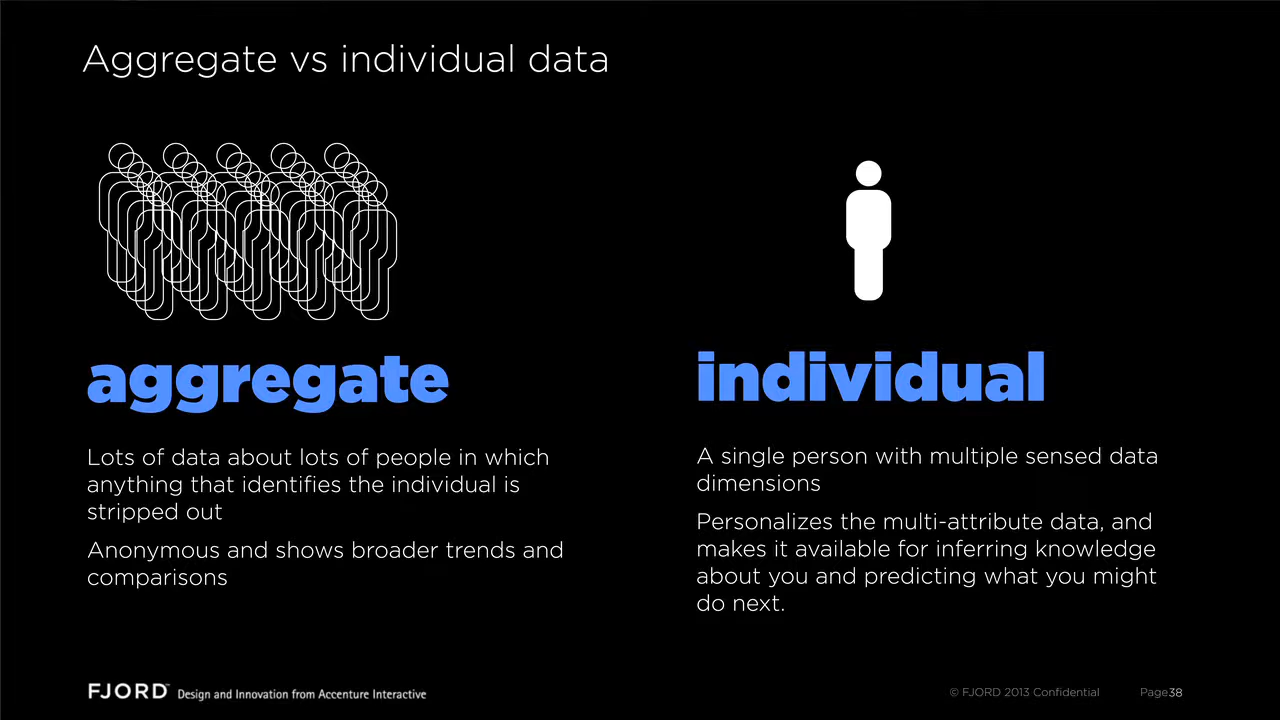 Aggregate vs individual data
aggregate
Lots of data about lots of people in which
anything that identifies the individual is
stripped out
Anonymous and shows broader trends and
comparisons
individual
A single person with multiple sensed data
dimensions
Personalizes the multi-attribute data, and
makes it available for inferring knowledge
about you and predicting what you might
do next.
FJORD™ Design and Innovation from Accenture Interactive
© FJORD 2013 Confidential
Page38